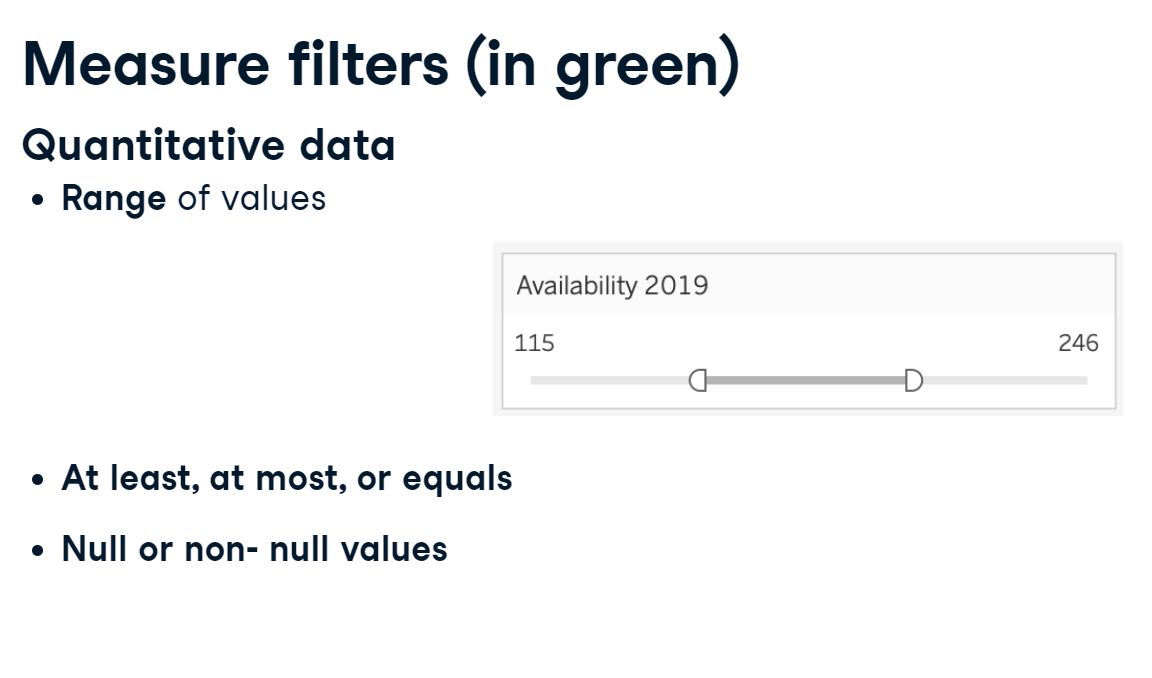 Measure filters (in green)
Quantitative data
• Range of values
Availability 2019
115 246
• At least, at most, or equals
• Null or non- null values